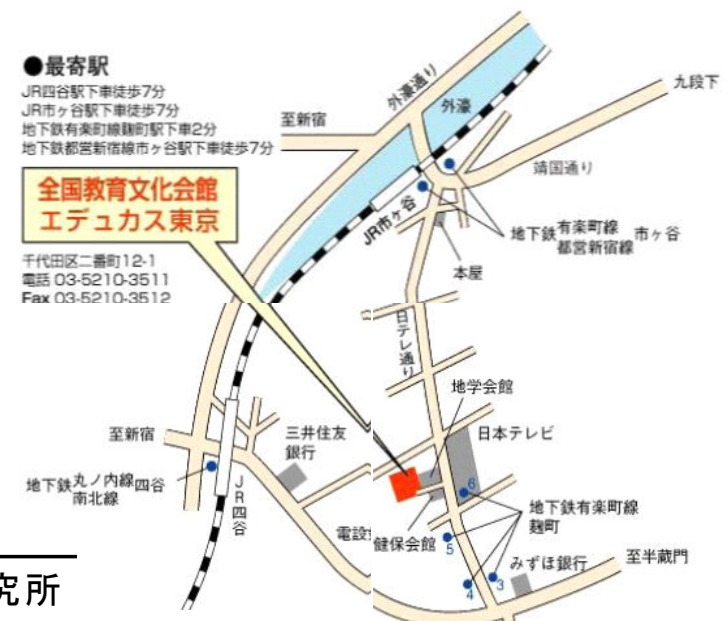 ●最寄駅
JR四谷駅下車徒歩7分
JR市ヶ谷駅下車徒歩7分
地下鉄有楽町線麹町駅下車2分
地下鉄都営新宿線市ヶ谷駅下車徒歩7分
全国教育文化会館
エデュカス東京
千代田区二番町12-1
電話 03-5210-3511
Fax 03-5210-3512
外濠通り
外濠
九段下
至新宿
靖国通り
JR市ヶ谷
地下鉄 有楽町線 市ヶ谷
都営新宿線
本屋
日テレ通り
地学会館
至新宿
三井住友
銀行
日本テレビ
地下鉄 丸ノ内線 四谷
南北線
JR四谷
6
地下鉄有楽町線
麹町
電設
健保会館
5
みずほ銀行
至半蔵門
4
3
究所